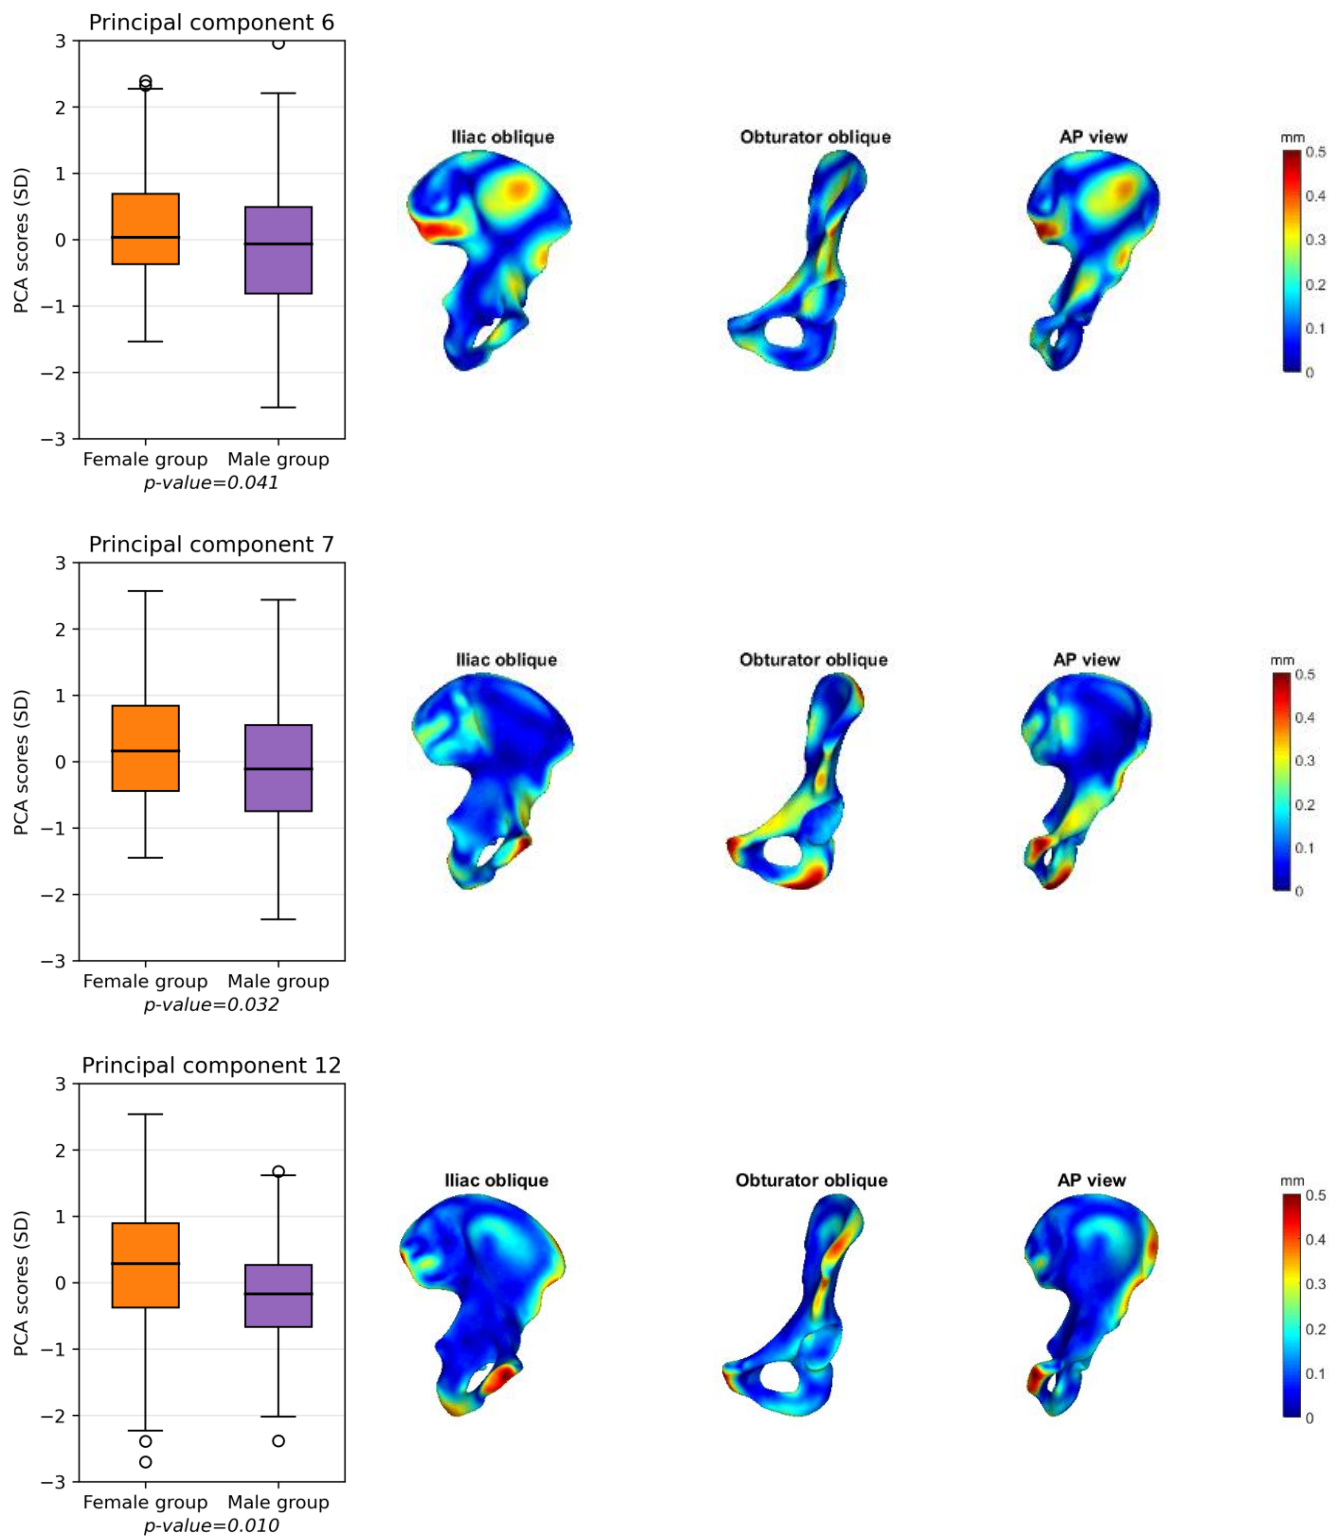 Principal component 6
3
2
1
0
−1
−2
−3
PCA scores (SD)
Female group Male group
p-value=0.041
Iliac oblique
Obturator oblique
AP view
mm
0.5
0.4
0.3
0.2
0.1
0
Principal component 7
3
2
1
0
−1
−2
−3
PCA scores (SD)
Female group Male group
p-value=0.032
Iliac oblique
Obturator oblique
AP view
mm
0.5
0.4
0.3
0.2
0.1
0
Principal component 12
3
2
1
0
−1
−2
−3
PCA scores (SD)
Female group Male group
p-value=0.010
Iliac oblique
Obturator oblique
AP view
mm
0.5
0.4
0.3
0.2
0.1
0